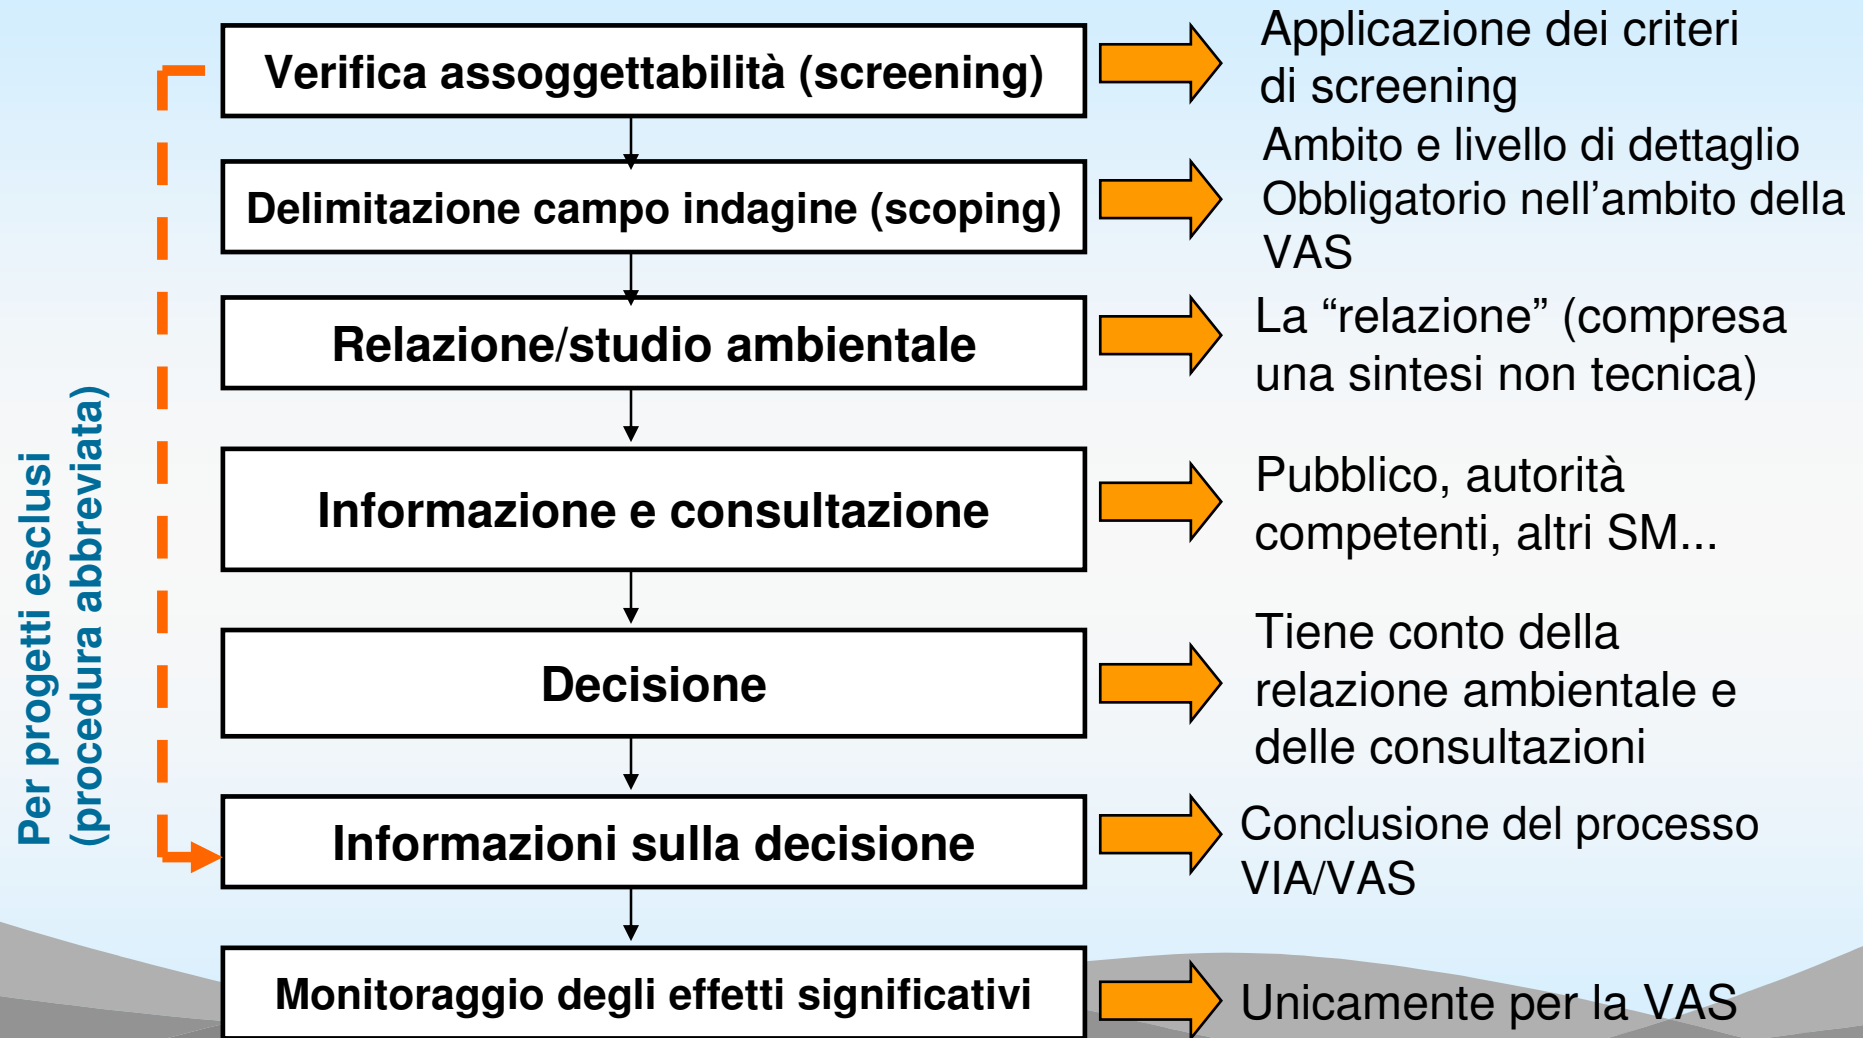 Verifica assoggettabilità (screening)
Applicazione dei criteri
di screening
Delimitazione campo indagine (scoping)
Ambito e livello di dettaglio
Obbligatorio nell’ambito della
VAS
Relazione/studio ambientale
La “relazione” (compresa
una sintesi non tecnica)
Informazione e consultazione
Pubblico, autorità
competenti, altri SM...
Decisione
Tiene conto della
relazione ambientale e
delle consultazioni
Informazioni sulla decisione
Conclusione del processo
VIA/VAS
Monitoraggio degli effetti significativi
Unicamente per la VAS
Per progetti esclusi
(procedura abbreviata)